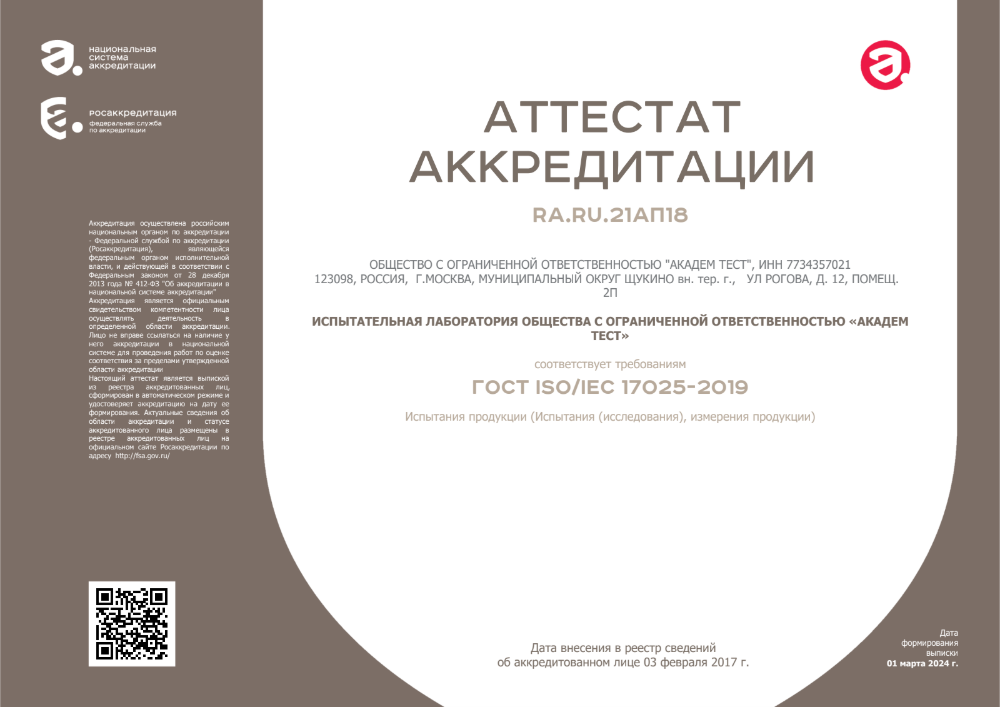 национальная
система
аккредитации
росаккредитация
федеральная служба
по аккредитации
АТТЕСТАТ
АККРЕДИТАЦИИ
RA.RU.21АП18
ОБЩЕСТВО С ОГРАНИЧЕННОЙ ОТВЕТСТВЕННОСТЬЮ "АКАДЕМ ТЕСТ", ИНН 7734357021
123098, РОССИЯ, Г.МОСКВА, МУНИЦИПАЛЬНЫЙ ОКРУГ ЩУКИНО вн. тер. г., УЛ РОГОВА, Д. 12, ПОМЕЩ.
2П
ИСПЫТАТЕЛЬНАЯ ЛАБОРАТОРИЯ ОБЩЕСТВА С ОГРАНИЧЕННОЙ ОТВЕТСТВЕННОСТЬЮ «АКАДЕМ
ТЕСТ»
соответствует требованиям
ГОСТ ISO/IEC 17025-2019
Испытания продукции (Испытания (исследования), измерения продукции)
Аккредитация осуществлена российским
национальным органом по аккредитации
- Федеральной службой по аккредитации
(Росаккредитация), являющейся
федеральным органом исполнительной
власти, и действующей в соответствии с
Федеральным законом от 28 декабря
2013 года № 412-ФЗ "Об аккредитации в
национальной системе аккредитации"
Аккредитация является официальным
свидетельством компетентности лица
осуществлять деятельность в
определенной области аккредитации.
Лицо не вправе ссылаться на наличие у
него аккредитации в национальной
системе для проведения работ по оценке
соответствия за пределами утвержденной
области аккредитации
Настоящий аттестат является выпиской
из реестра аккредитованных лиц,
сформирован в автоматическом режиме и
удостоверяет аккредитацию на дату ее
формирования. Актуальные сведения об
области аккредитации и статусе
аккредитованного лица размещены в
реестре аккредитованных лиц на
официальном сайте Росаккредитации по
адресу http://fsa.gov.ru/
Дата внесения в реестр сведений
об аккредитованном лице 03 февраля 2017 г.
Дата
формирования
выписки
01 марта 2024 г.